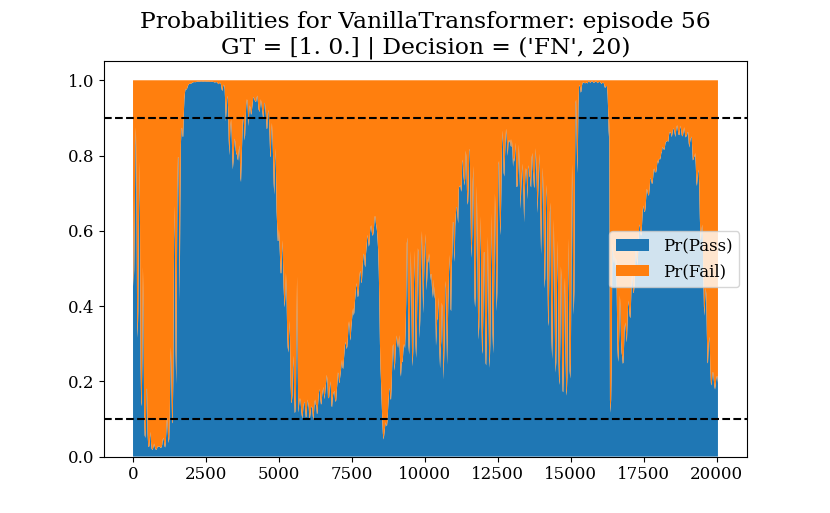 Probabilities for VanillaTransformer: episode 56
GT = [1. 0.] | Decision = ('FN', 20)
1.0
0.8
0.6
0.4
0.2
0.0
Pr(Pass)
Pr(Fail)
0 2500 5000 7500 10000 12500 15000 17500 20000